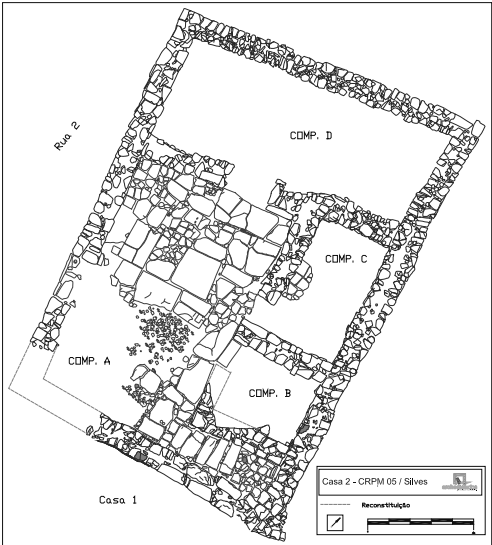 Rua 2
COMP. D
COMP. C
COMP. A
COMP. B
Casa 1
Casa 2 - CRPM 05 / Silves
Reconstituição